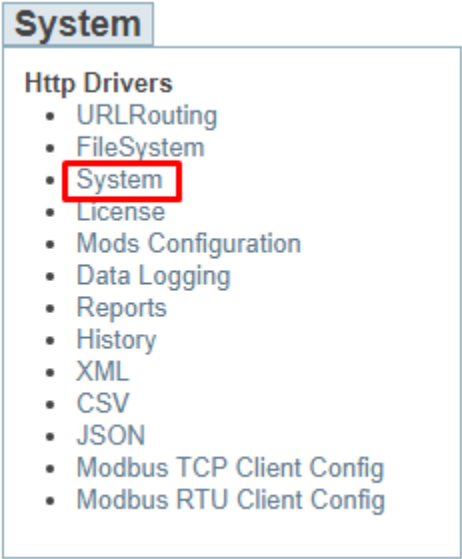 System
Http Drivers
URLRouting
FileSystem
System
License
Mods Configuration
Data Logging
Reports
History
XML
CSV
JSON
Modbus TCP Client Config
Modbus RTU Client Config